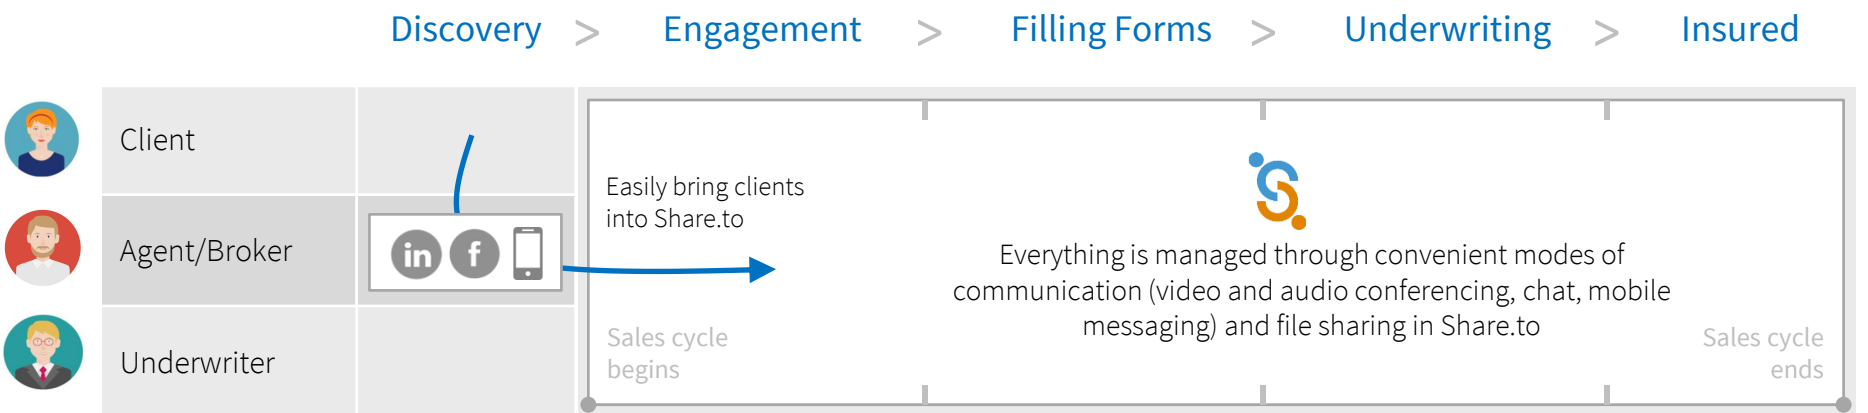 Discovery > Engagement > Filling Forms > Underwriting > Insured
Client
Agent/Broker
Underwriter
in f
Easily bring clients
into Share.to
Sales cycle
begins
Everything is managed through convenient modes of
communication (video and audio conferencing, chat, mobile
messaging) and file sharing in Share.to
Sales cycle
ends